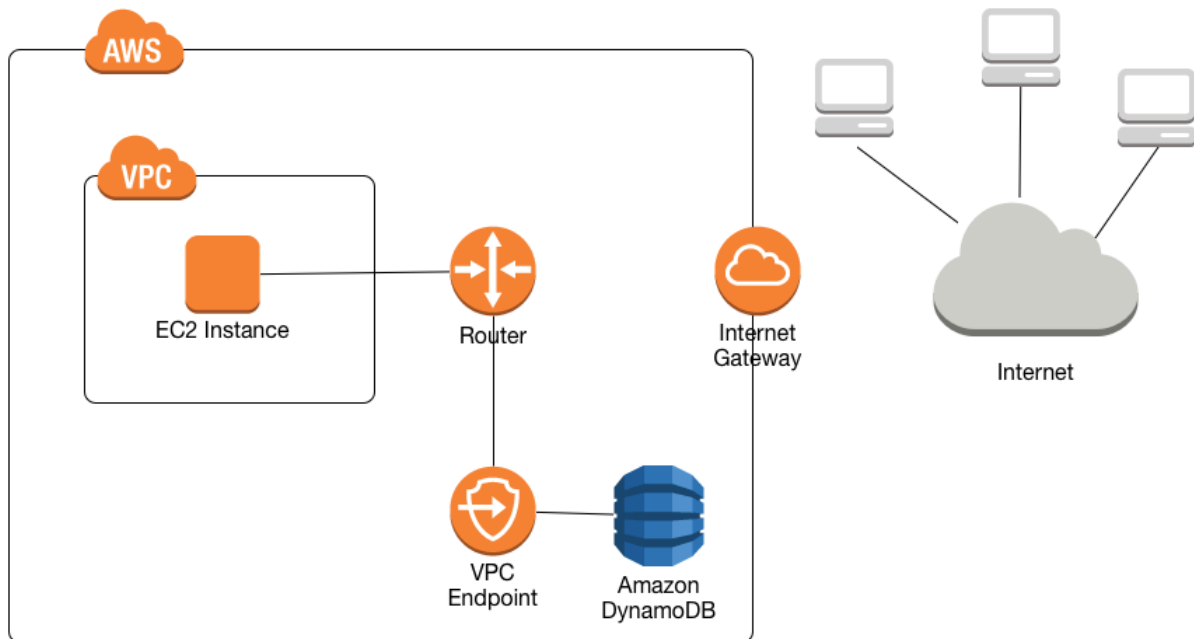 AWS
VPC
EC2 Instance
Router
Internet
Gateway
Internet
VPC
Endpoint
Amazon
DynamoDB